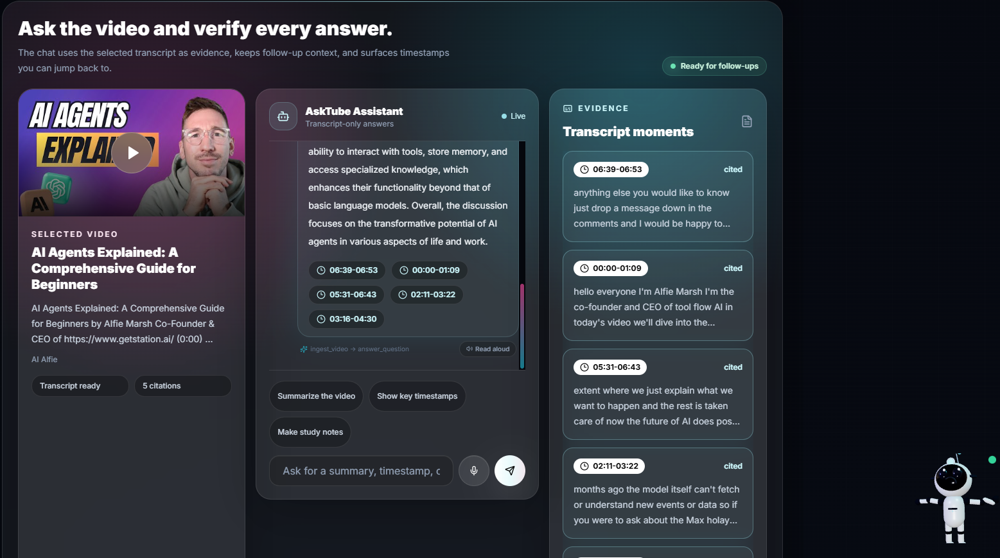 Ask the video and verify every answer.
The chat uses the selected transcript as evidence, keeps follow-up context, and surfaces timestamps
you can jump back to.
Ready for follow-ups
AI AGENTS
EXPLAINED
AI
SELECTED VIDEO
AI Agents Explained: A
Comprehensive Guide for
Beginners
AI Agents Explained: A Comprehensive Guide
for Beginners by Alfie Marsh Co-Founder &
CEO of https://www.getstation.ai/ (0:00) ...
AI Alfie
Transcript ready
5 citations
AskTube Assistant
Transcript-only answers
Live
ability to interact with tools, store memory, and
access specialized knowledge, which
enhances their functionality beyond that of
basic language models. Overall, the discussion
focuses on the transformative potential of AI
agents in various aspects of life and work.
06:39-06:53
00:00-01:09
05:31-06:43
02:11-03:22
03:16-04:30
ingest_video → answer_question
Read aloud
Summarize the video
Show key timestamps
Make study notes
Ask for a summary, timestamp, c
EVIDENCE
Transcript moments
06:39-06:53
cited
anything else you would like to know
just drop a message down in the
comments and I would be happy to...
00:00-01:09
cited
hello everyone I'm Alfie Marsh I'm the
co-founder and CEO of tool flow AI in
today's video we'll dive into the...
05:31-06:43
cited
extent where we just explain what we
want to happen and the rest is taken
care of now the future of AI does pos...
02:11-03:22
cited
months ago the model itself can't fetch
or understand new events or data so if
you were to ask about the Max holay...